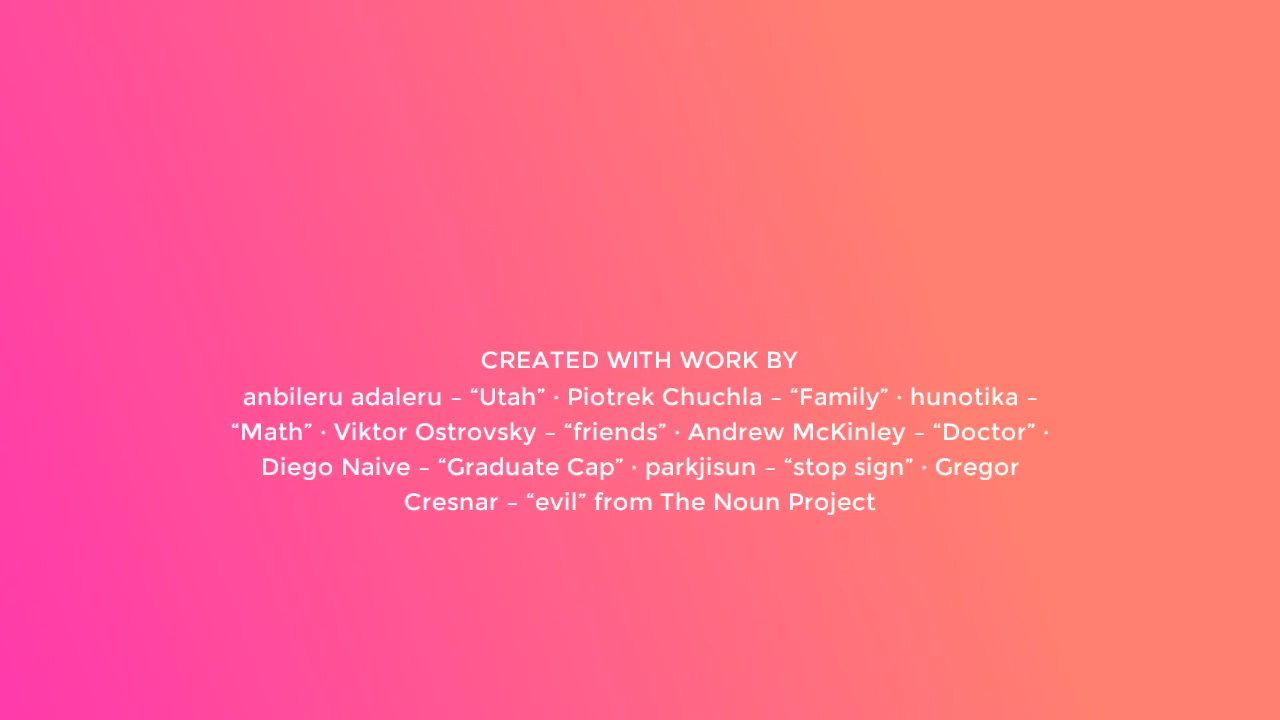 CREATED WITH WORK BY
anbileru adaleru – “Utah” · Piotrek Chuchla – “Family” · hunotika –
“Math” · Viktor Ostrovsky – “friends” · Andrew McKinley – “Doctor” ·
Diego Naive – “Graduate Cap” · parkjisun – “stop sign” · Gregor
Cresnar – “evil” from The Noun Project